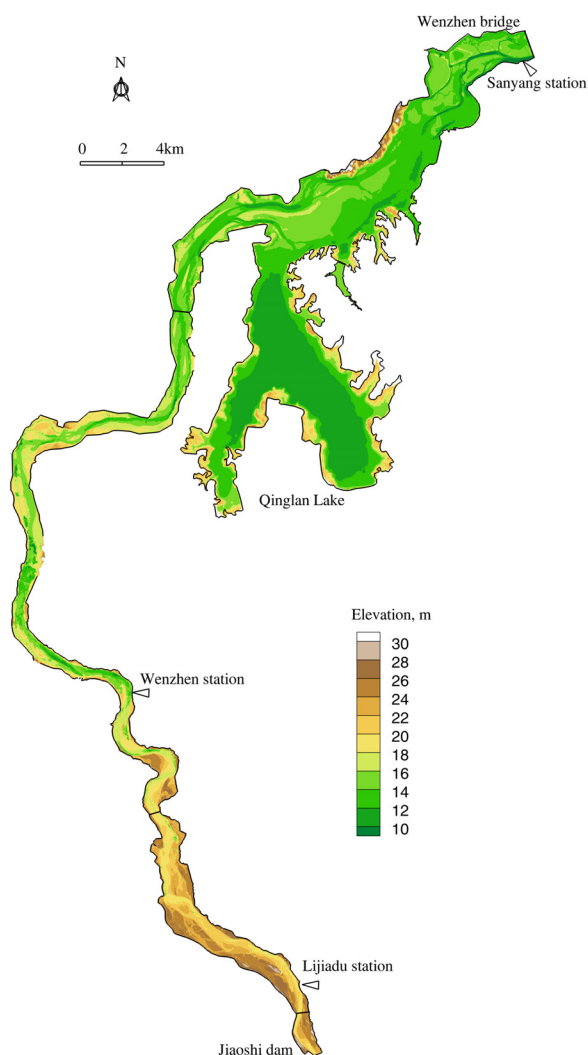 Wenzhen bridge
Sanyang station
N
0 2 4km
Qinglan Lake
Elevation, m
30
28
26
24
22
20
18
16
14
12
10
Wenzhen station
Lijiadu station
Jiaoshi dam